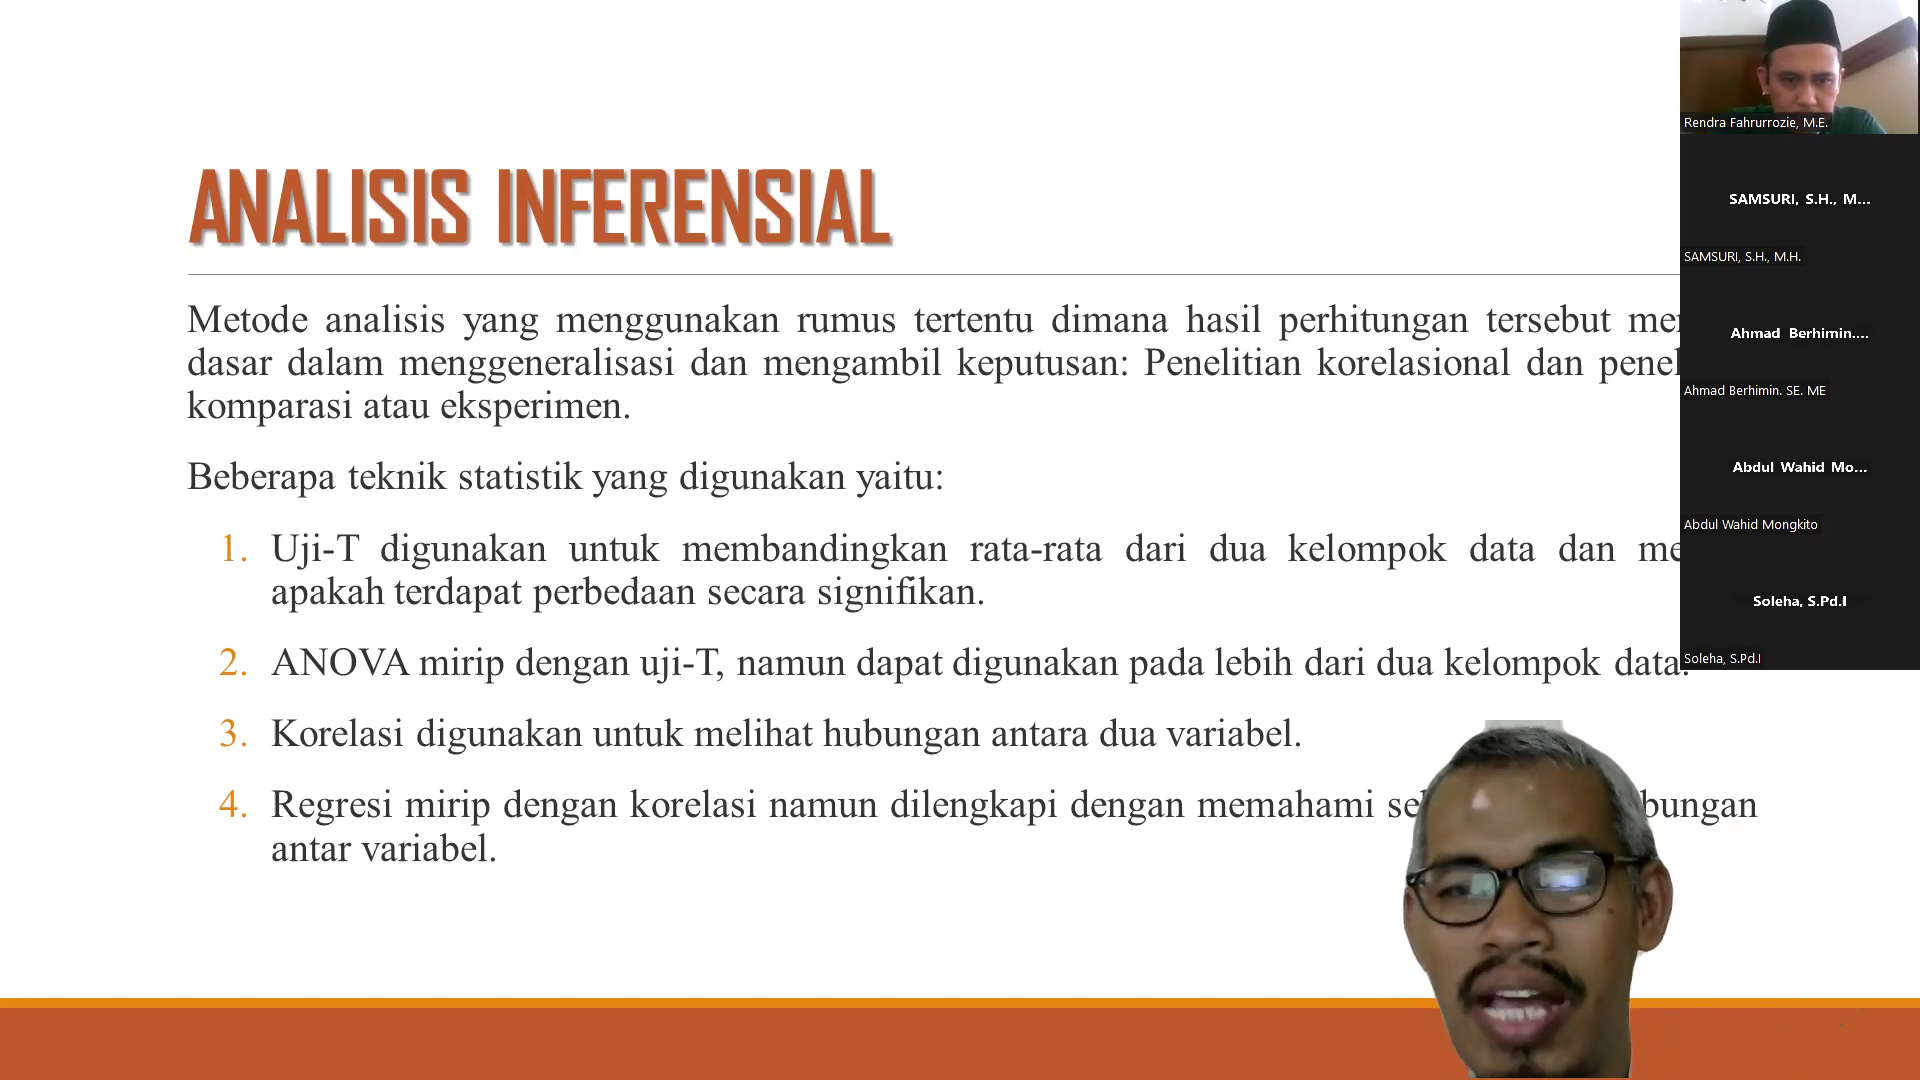 ANALISIS INFERENSIAL
Metode analisis yang menggunakan rumus tertentu dimana hasil perhitungan tersebut
dasar dalam menggeneralisasi dan mengambil keputusan: Penelitian korelasional dan
komparasi atau eksperimen.
Beberapa teknik statistik yang digunakan yaitu:
1. Uji-T digunakan untuk membandingkan rata-rata dari dua kelompok data dan
apakah terdapat perbedaan secara signifikan.
2. ANOVA mirip dengan uji-T, namun dapat digunakan pada lebih dari dua kelompok data.
3. Korelasi digunakan untuk melihat hubungan antara dua variabel.
4. Regresi mirip dengan korelasi namun dilengkapi dengan memahami
antar variabel.
Rendra Fahrurrozie, M.E.
SAMSURI, S.H., M...
SAMSURI, S.H., M.H.
Ahmad Berhimin....
Ahmad Berhimin. SE. ME
Abdul Wahid Mo...
Abdul Wahid Mongkito
Soleha, S.Pd.I
Soleha, S.Pd.I